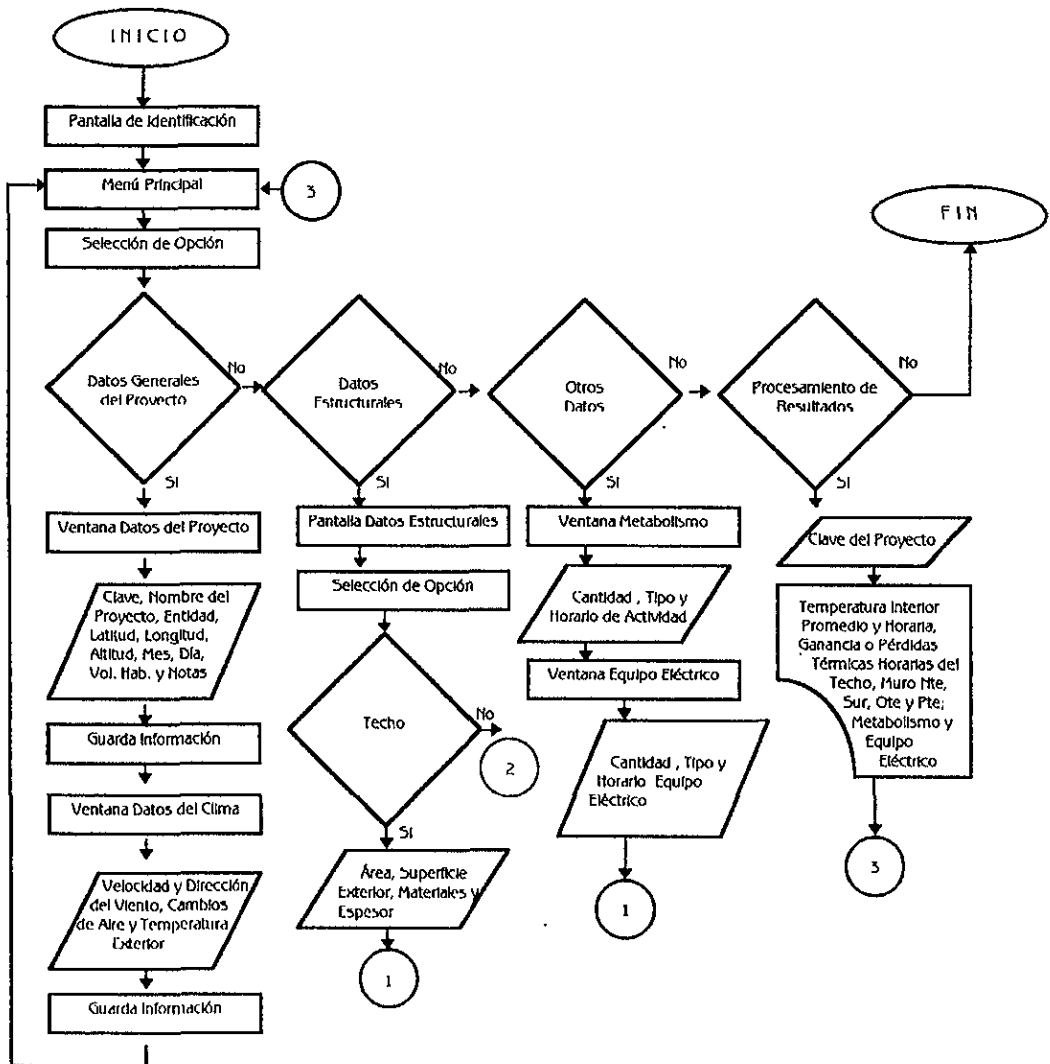 INICIO
Pantalla de Identificación
Menú Principal
3
Selección de Opción
FIN
Datos Generales
del Proyecto
No
Si
Datos
Estructurales
No
Si
Otros
Datos
No
Si
Procesamiento de
Resultados
No
Si
Ventana Datos del Proyecto
Clave, Nombre del
Proyecto, Entidad,
Latitud, Longitud,
Altitud, Mes, Día,
Vol. Hab. y Notas
Guarda Información
Ventana Datos del Clima
Velocidad y Dirección
del Viento, Cambios
de Aire y Temperatura
Exterior
Guarda Información
Pantalla Datos Estructurales
Selección de Opción
Techo
No
2
Si
Área, Superficie
Exterior, Materiales y
Espesor
1
Ventana Metabolismo
Cantidad , Tipo y
Horario de Actividad
Ventana Equipo Eléctrico
Cantidad , Tipo y
Horario Equipo
Eléctrico
1
Clave del Proyecto
Temperatura Interior
Promedio y Horaria,
Ganancia o Pérdidas
Térmicas Horarias del
Techo, Muro Nte,
Sur, Ote y Pte;
Metabolismo y
Equipo
Eléctrico
3